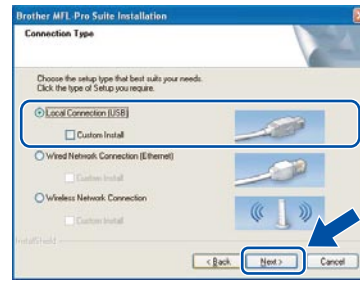 Brother MFL-Pro Suite Installation
Connection Type
Choose the setup type that best suits your needs.
Click the type of Setup you require.
Local Connection (USB)
Custom Install
Wired Network Connection (Ethernet)
Custom Install
Wireless Network Connection
Custom Install
InstallShield
< Back
Next >
Cancel